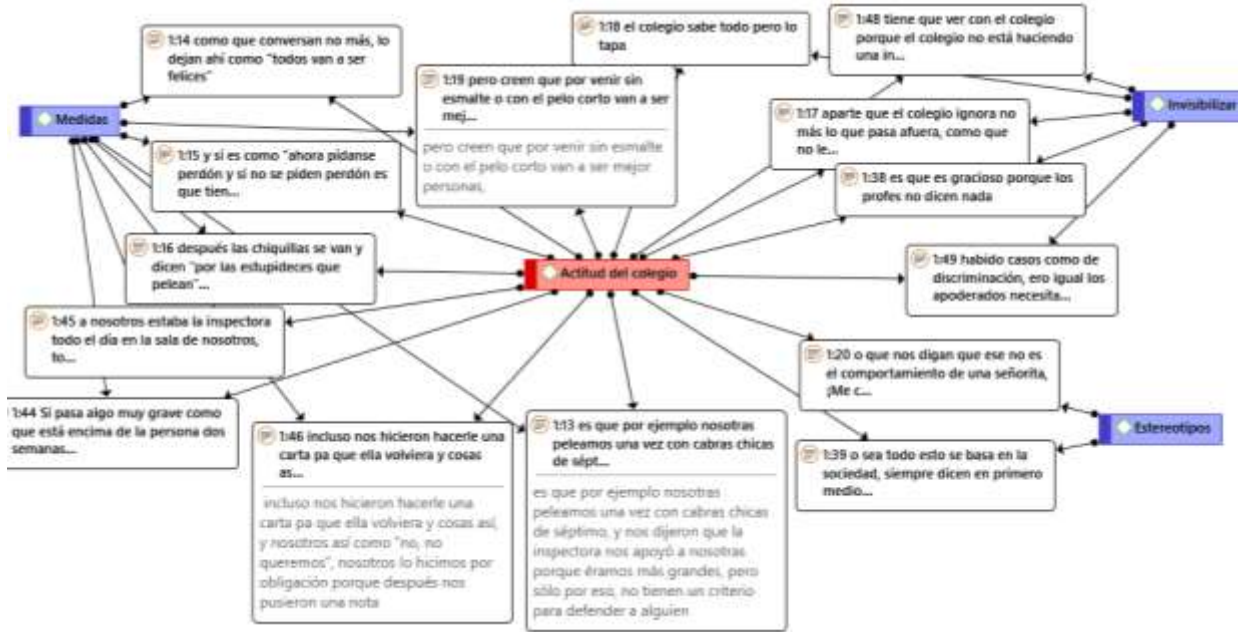 1:14 como que conversan no más, lo
dejan ahí como "todos van a ser
felices"
1:18 el colegio sabe todo pero lo
tapa
1:48 tiene que ver con el colegio
porque el colegio no está haciendo
una in...
Medidas
1:19 pero creen que por venir sin
esmalte o con el pelo corto van a ser
mej...
pero creen que por venir sin esmalte
o con el pelo corto van a ser mejor
personas,
Invisibilizar
1:17 aparte que el colegio ignora no
más lo que pasa afuera, como que
no le...
1:15 y si es como "ahora pídanse
perdón y si no se piden perdón es
que tien...
1:38 es que es gracioso porque los
profes no dicen nada
1:16 después las chiquillas se van y
dicen "por las estupideces que
pelean"...
Actitud del colegio
1:49 habido casos como de
discriminación, ero igual los
apoderados necesita...
1:45 a nosotros estaba la inspectora
todo el día en la sala de nosotros,
to...
1:20 o que nos digan que ese no es
el comportamiento de una señorita,
¡Me c...
1:44 Si pasa algo muy grave como
que está encima de la persona dos
semanas...
1:46 incluso nos hicieron hacerle una
carta pa que ella volviera y cosas
as...
incluso nos hicieron hacerle una
carta pa que ella volviera y cosas así,
y nosotros así como "no, no
queremos", nosotros lo hicimos por
obligación porque después nos
pusieron una nota
1:13 es que por ejemplo nosotras
peleamos una vez con cabras chicas
de sépt...
es que por ejemplo nosotras
peleamos una vez con cabras chicas
de séptimo, y nos dijeron que la
inspectora nos apoyó a nosotras
porque éramos más grandes, pero
sólo por eso, no tienen un criterio
para defender a alguien
Estereotipos
1:39 o sea todo esto se basa en la
sociedad, siempre dicen en primero
medio...